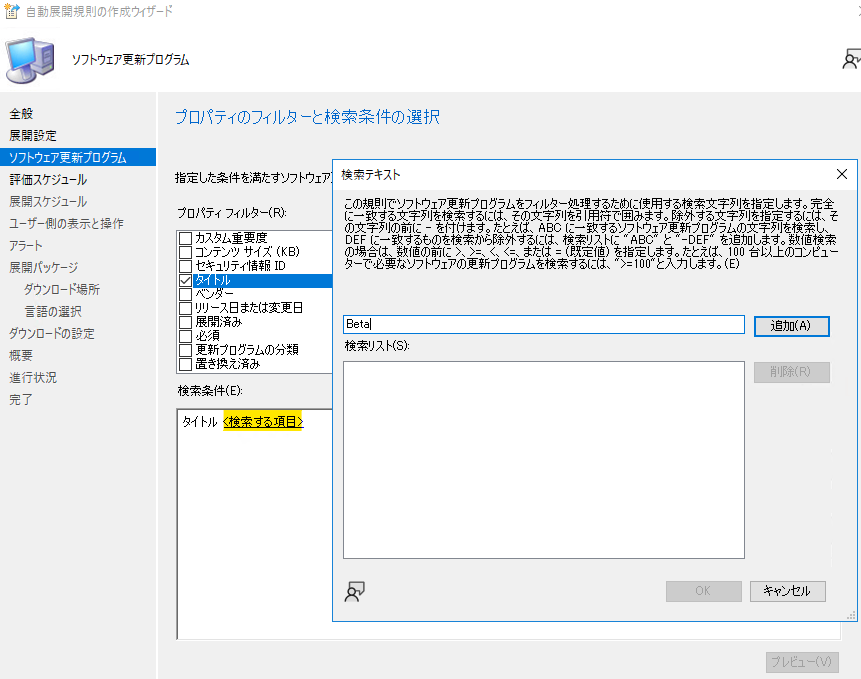 自動展開規則の作成ウィザード
ソフトウェア更新プログラム
全般
展開設定
ソフトウェア更新プログラム
評価スケジュール
展開スケジュール
ユーザー側の表示と操作
アラート
展開パッケージ
ダウンロード場所
言語の選択
ダウンロードの設定
概要
進行状況
完了
プロパティのフィルターと検索条件の選択
指定した条件を満たすソフトウェア
プロパティ フィルター(R):
カスタム重要度
コンテンツ サイズ (KB)
セキュリティ情報 ID
タイトル
ベンダー
リリース日または変更日
展開済み
必須
更新プログラムの分類
置き換え済み
検索条件(E):
タイトル <検索する項目>
検索テキスト
この規則でソフトウェア更新プログラムをフィルター処理するために使用する検索文字列を指定します。完全
に一致する文字列を検索するには、その文字列を引用符で囲みます。除外する文字列を指定するには、そ
の文字列の前に - を付けます。たとえば、ABC に一致するソフトウェア更新プログラムの文字列を検索し、
DEF に一致するものを検索から除外するには、検索リストに "ABC" と "-DEF" を追加します。数値検索
の場合は、数値の前に >、>=、<、<=、または = (既定値) を指定します。たとえば、100 台以上のコンピュー
ターで必要なソフトウェアの更新プログラムを検索するには、">=100"と入力します。(E)
Beta
追加(A)
検索リスト(S):
削除(R)
OK
キャンセル
プレビュー(V)